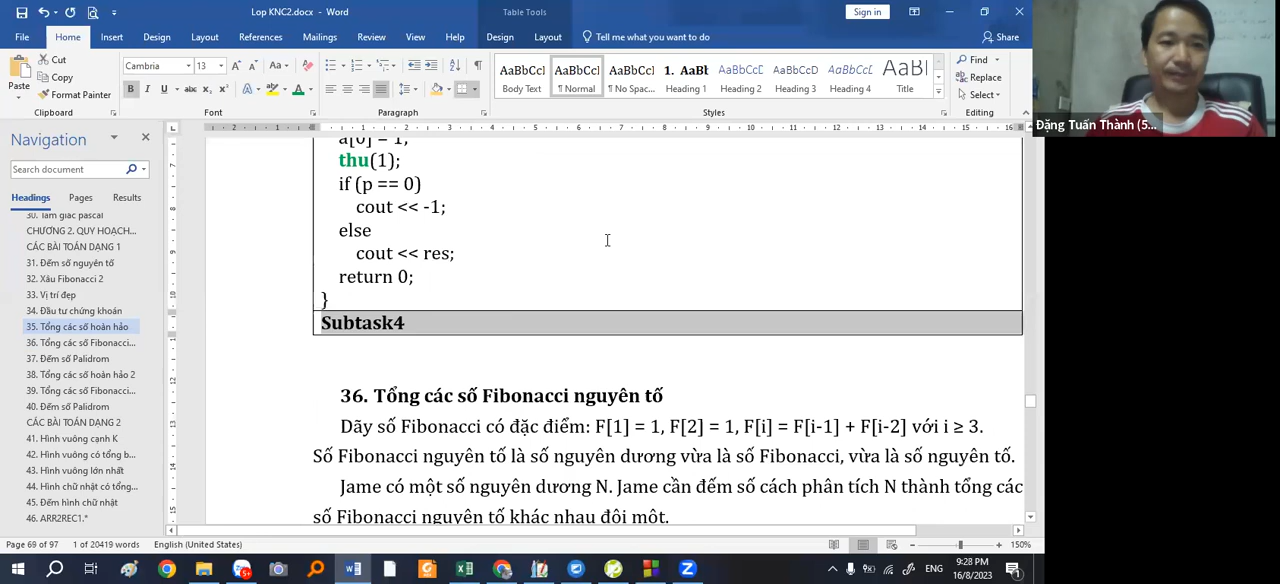 Lop KNC2.docx - Word
Table Tools
Sign in
File Home Insert Design Layout References Mailings Review View Help Design Layout Tell me what you want to do Share
Paste
Cut
Copy
Format Painter
Clipboard
Cambria 13
Font
Paragraph
AaBbCcI AaBbCcI AaBbCcI 1. AaBb AaBbCcD AaBbCcD AaBbCcD AaBl
Body Text ¶ Normal ¶ No Spac... Heading 1 Heading 2 Heading 3 Heading 4 Title
Styles
Find
Replace
Select
Editing
Đặng Tuấn Thành (5...
Navigation
Search document
Headings Pages Results
30. Tam giác pascal
CHƯƠNG 2. QUY HOẠCH...
CÁC BÀI TOÁN DẠNG 1
31. Đếm số nguyên tố
32. Xâu Fibonacci 2
33. Vị trí đẹp
34. Đầu tư chứng khoán
35. Tổng các số hoàn hảo
36. Tổng các số Fibonacci...
37. Đếm số Palidrom
38. Tổng các số hoàn hảo 2
39. Tổng các số Fibonacci...
40. Đếm số Palidrom
CÁC BÀI TOÁN DẠNG 2
41. Hình vuông cạnh K
42. Hình vuông có tổng b...
43. Hình vuông lớn nhất
44. Hình chữ nhật có tổng...
45. Đếm hình chữ nhật
46. ARR2REC1.*
a[0] = 1;
thu(1);
if (p == 0)
cout << -1;
else
cout << res;
return 0;
}
Subtask4
36. Tổng các số Fibonacci nguyên tố
Dãy số Fibonacci có đặc điểm: F[1] = 1, F[2] = 1, F[i] = F[i-1] + F[i-2] với i ≥ 3.
Số Fibonacci nguyên tố là số nguyên dương vừa là số Fibonacci, vừa là số nguyên tố.
Jame có một số nguyên dương N. Jame cần đếm số cách phân tích N thành tổng các
số Fibonacci nguyên tố khác nhau đôi một.
Page 69 of 97 1 of 20419 words English (United States) 150%
ENG
9:28 PM
16/8/2023